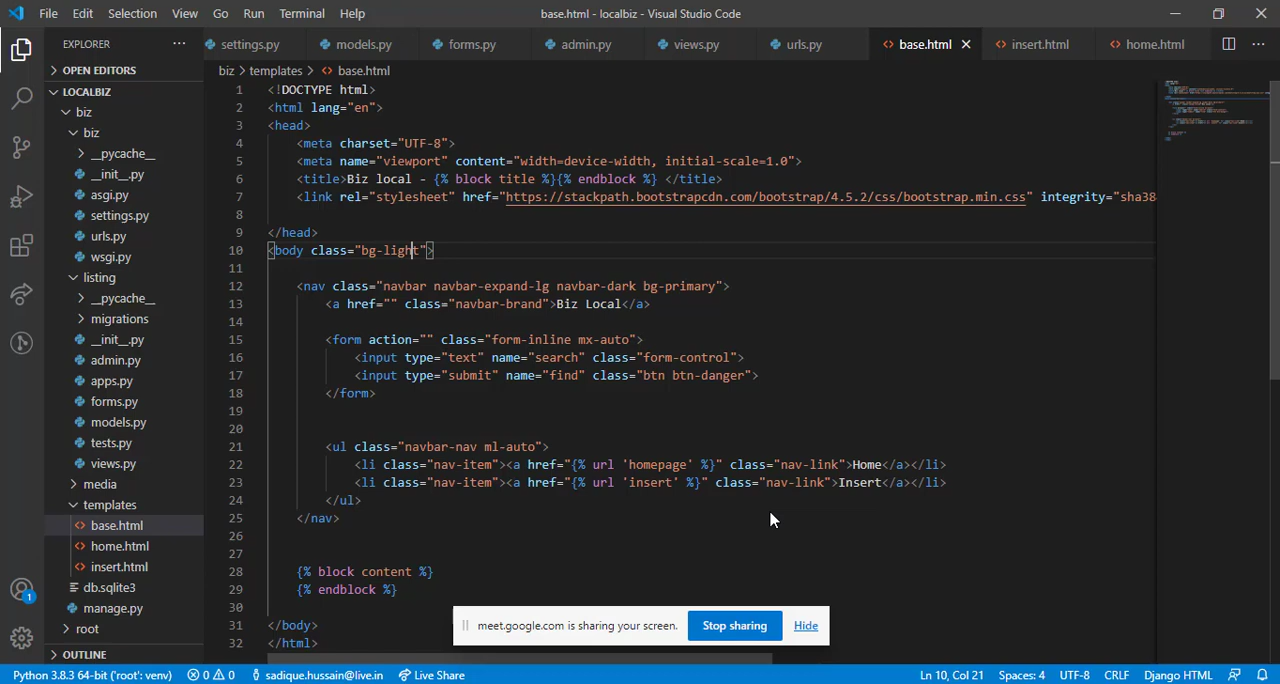 File Edit Selection View Go Run Terminal Help
base.html - localbiz - Visual Studio Code
EXPLORER
settings.py models.py forms.py admin.py views.py urls.py base.html insert.html home.html
OPEN EDITORS
LOCALBIZ
biz
biz
__pycache__
__init__.py
asgi.py
settings.py
urls.py
wsgi.py
listing
__pycache__
migrations
__init__.py
admin.py
apps.py
forms.py
models.py
tests.py
views.py
media
templates
base.html
home.html
insert.html
db.sqlite3
manage.py
root
OUTLINE
biz > templates > base.html
1 <!DOCTYPE html>
2 <html lang="en">
3 <head>
4 <meta charset="UTF-8">
5 <meta name="viewport" content="width=device-width, initial-scale=1.0">
6 <title>Biz local - {% block title %}{% endblock %} </title>
7 <link rel="stylesheet" href="https://stackpath.bootstrapcdn.com/bootstrap/4.5.2/css/bootstrap.min.css" integrity="sha38
8
9 </head>
10 <body class="bg-light">
11
12 <nav class="navbar navbar-expand-lg navbar-dark bg-primary">
13 <a href="" class="navbar-brand">Biz Local</a>
14
15 <form action="" class="form-inline mx-auto">
16 <input type="text" name="search" class="form-control">
17 <input type="submit" name="find" class="btn btn-danger">
18 </form>
19
20
21 <ul class="navbar-nav ml-auto">
22 <li class="nav-item"><a href="{% url 'homepage' %}" class="nav-link">Home</a></li>
23 <li class="nav-item"><a href="{% url 'insert' %}" class="nav-link">Insert</a></li>
24 </ul>
25 </nav>
26
27
28 {% block content %}
29 {% endblock %}
30
31 </body>
32 </html>
meet.google.com is sharing your screen. Stop sharing Hide
1
Python 3.8.3 64-bit ('root': venv) 0 0 sadique.hussain@live.in Live Share Ln 10, Col 21 Spaces: 4 UTF-8 CRLF Django HTML